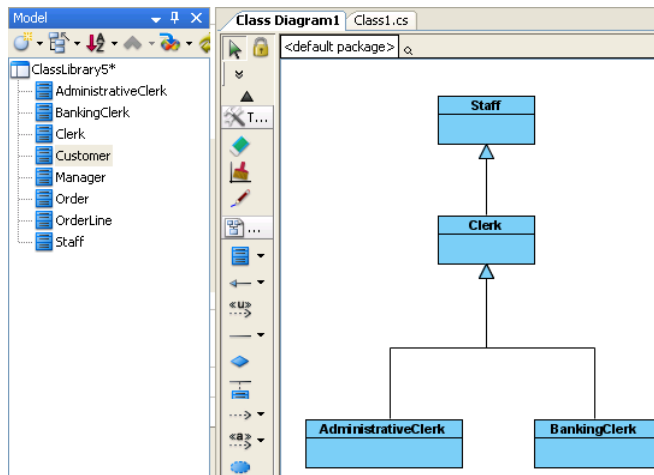 Model
Class Diagram1
Class1.cs
<default package>
ClassLibrary5*
AdministrativeClerk
BankingClerk
Clerk
Customer
Manager
Order
OrderLine
Staff
T...
...
«u»
«a»
Staff
Clerk
AdministrativeClerk
BankingClerk